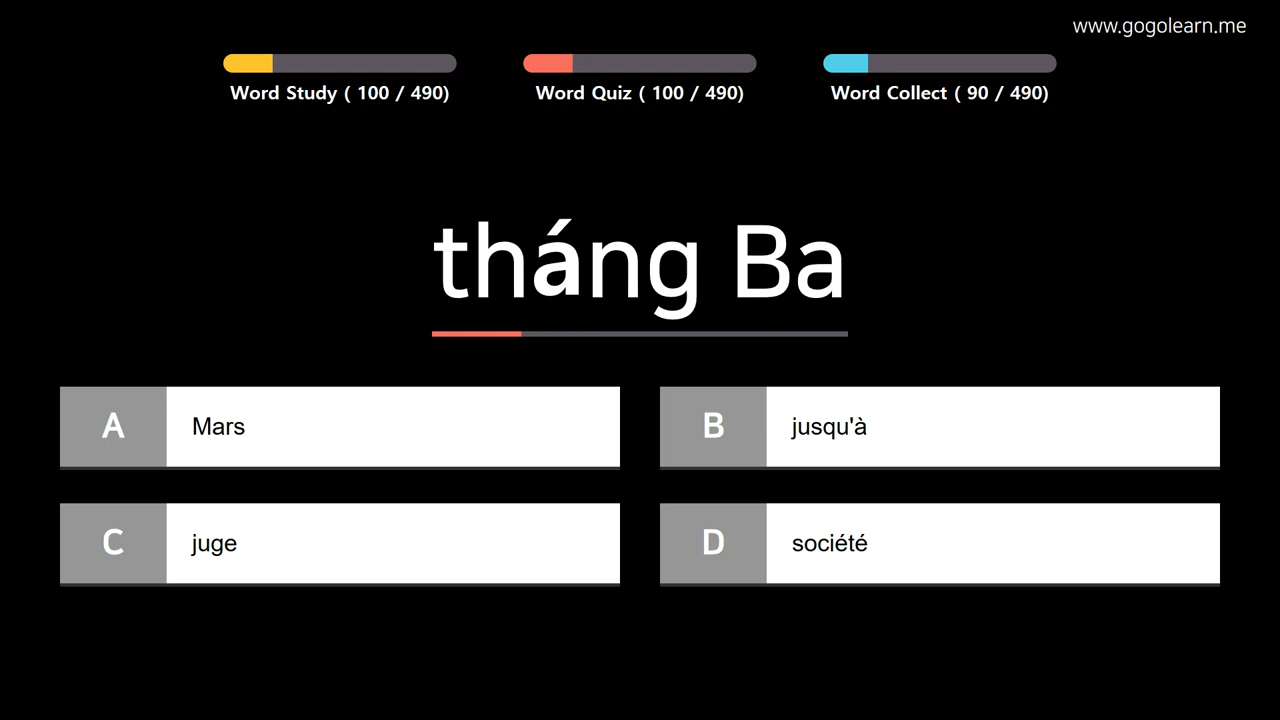 www.gogolearn.me
Word Study ( 100 / 490)
Word Quiz ( 100 / 490)
Word Collect ( 90 / 490)
tháng Ba
A Mars
B jusqu'à
C juge
D société